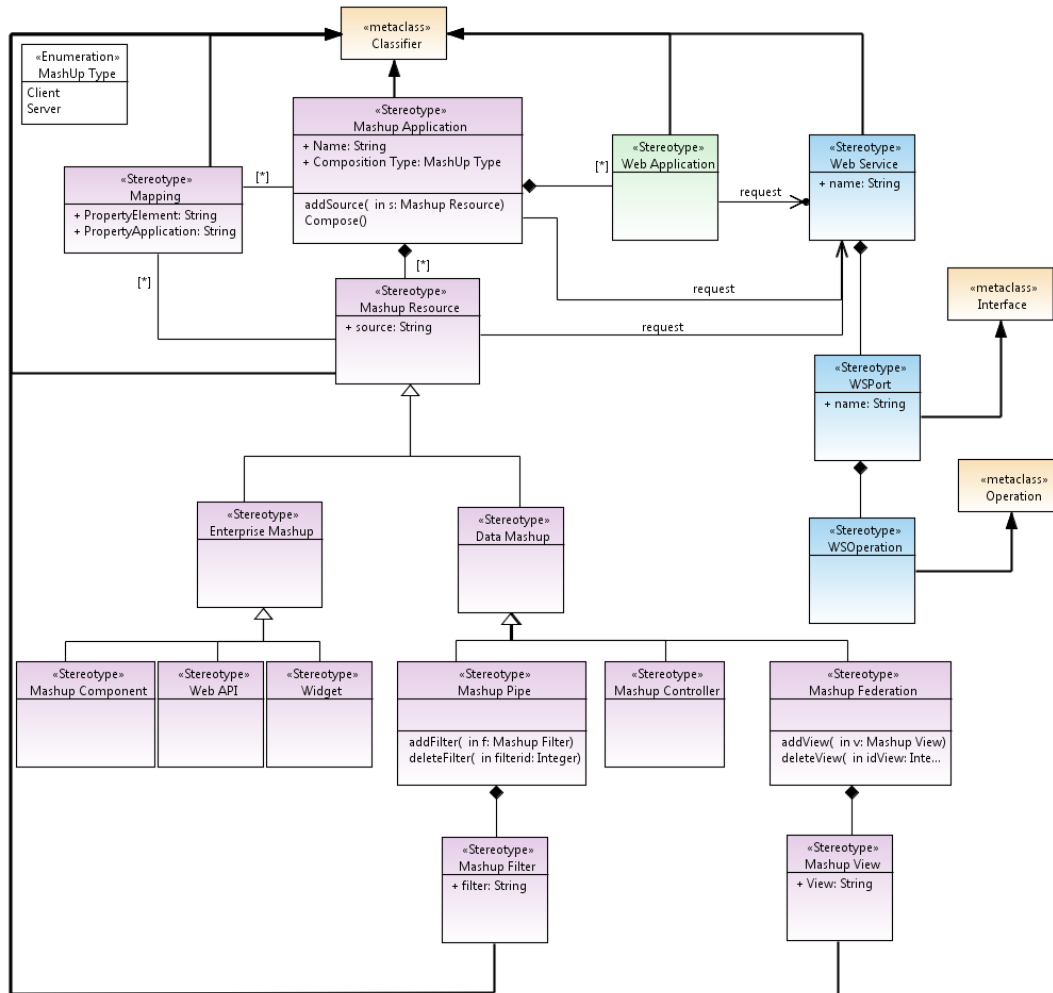 «metaclass»
Classifier
«Enumeration»
MashUp Type
Client
Server
«Stereotype»
Mashup Application
+ Name: String
+ Composition Type: MashUp Type
addSource( in s: Mashup Resource)
Compose()
«Stereotype»
Web Application
«Stereotype»
Web Service
+ name: String
«Stereotype»
Mapping
+ PropertyElement: String
+ PropertyApplication: String
[*]
[*]
request
[*]
[*]
request
request
«Stereotype»
Mashup Resource
+ source: String
«metaclass»
Interface
«Stereotype»
WSPort
+ name: String
«metaclass»
Operation
«Stereotype»
WSOperation
«Stereotype»
Enterprise Mashup
«Stereotype»
Data Mashup
«Stereotype»
Mashup Component
«Stereotype»
Web API
«Stereotype»
Widget
«Stereotype»
Mashup Pipe
addFilter( in f: Mashup Filter)
deleteFilter( in filterid: Integer)
«Stereotype»
Mashup Controller
«Stereotype»
Mashup Federation
addView( in v: Mashup View)
deleteView( in idView: Inte...
«Stereotype»
Mashup Filter
+ filter: String
«Stereotype»
Mashup View
+ View: String